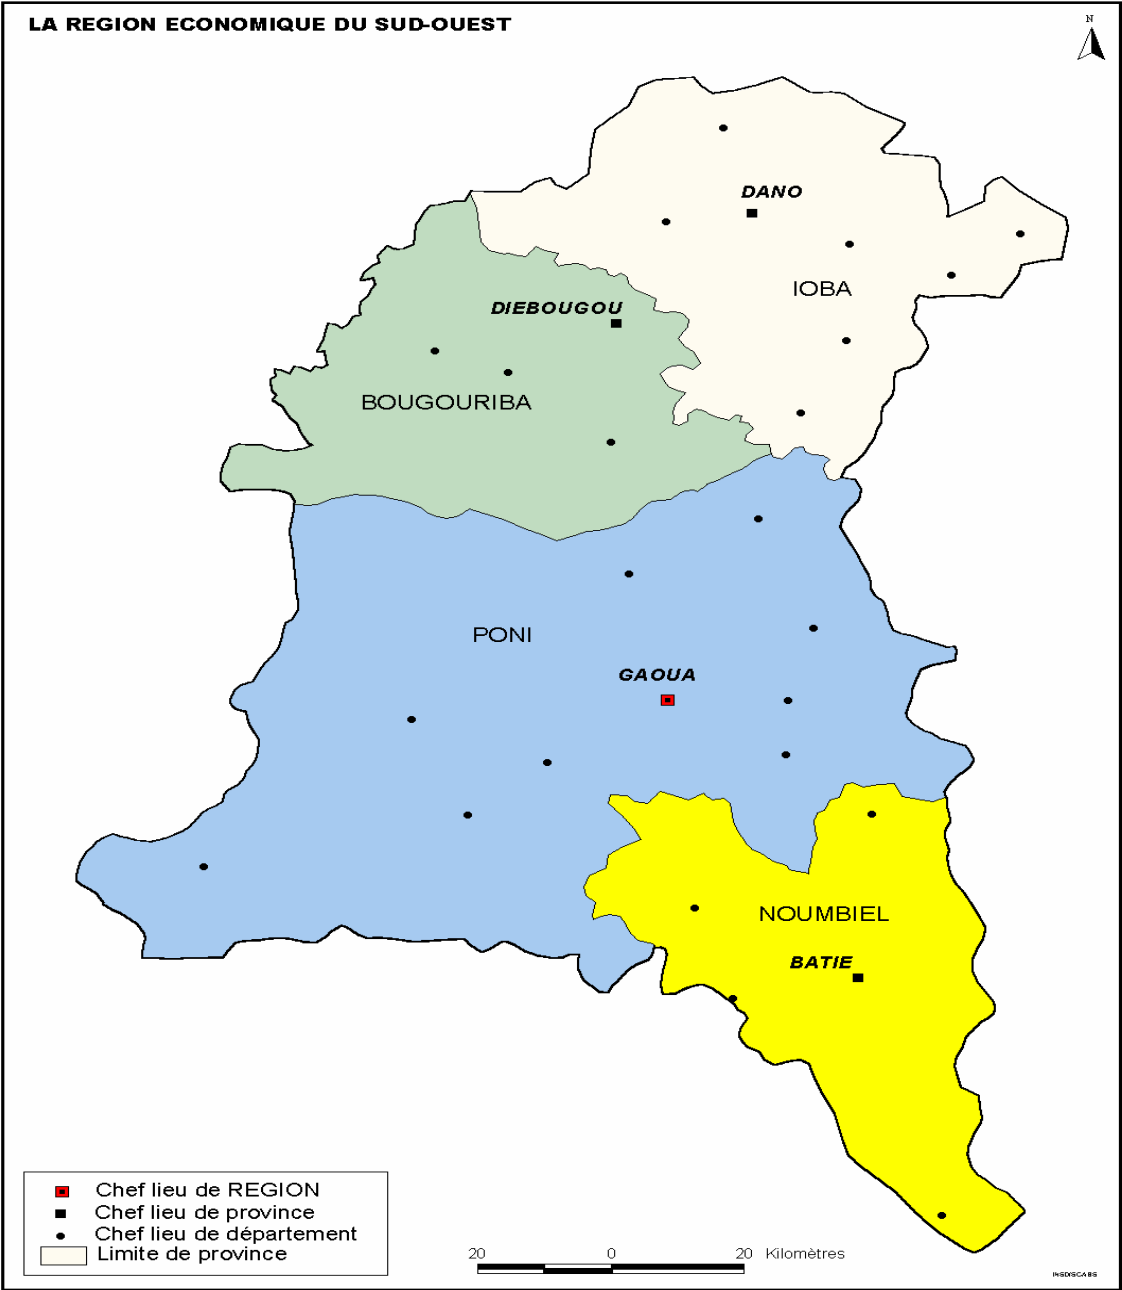 LA REGION ECONOMIQUE DU SUD-OUEST
N
DANO
IOBA
DIEBOUGOU
BOUGOURIBA
PONI
GAOUA
NOUMBIEL
BATIE
Chef lieu de REGION
Chef lieu de province
Chef lieu de département
Limite de province
20 0 20 Kilomètres